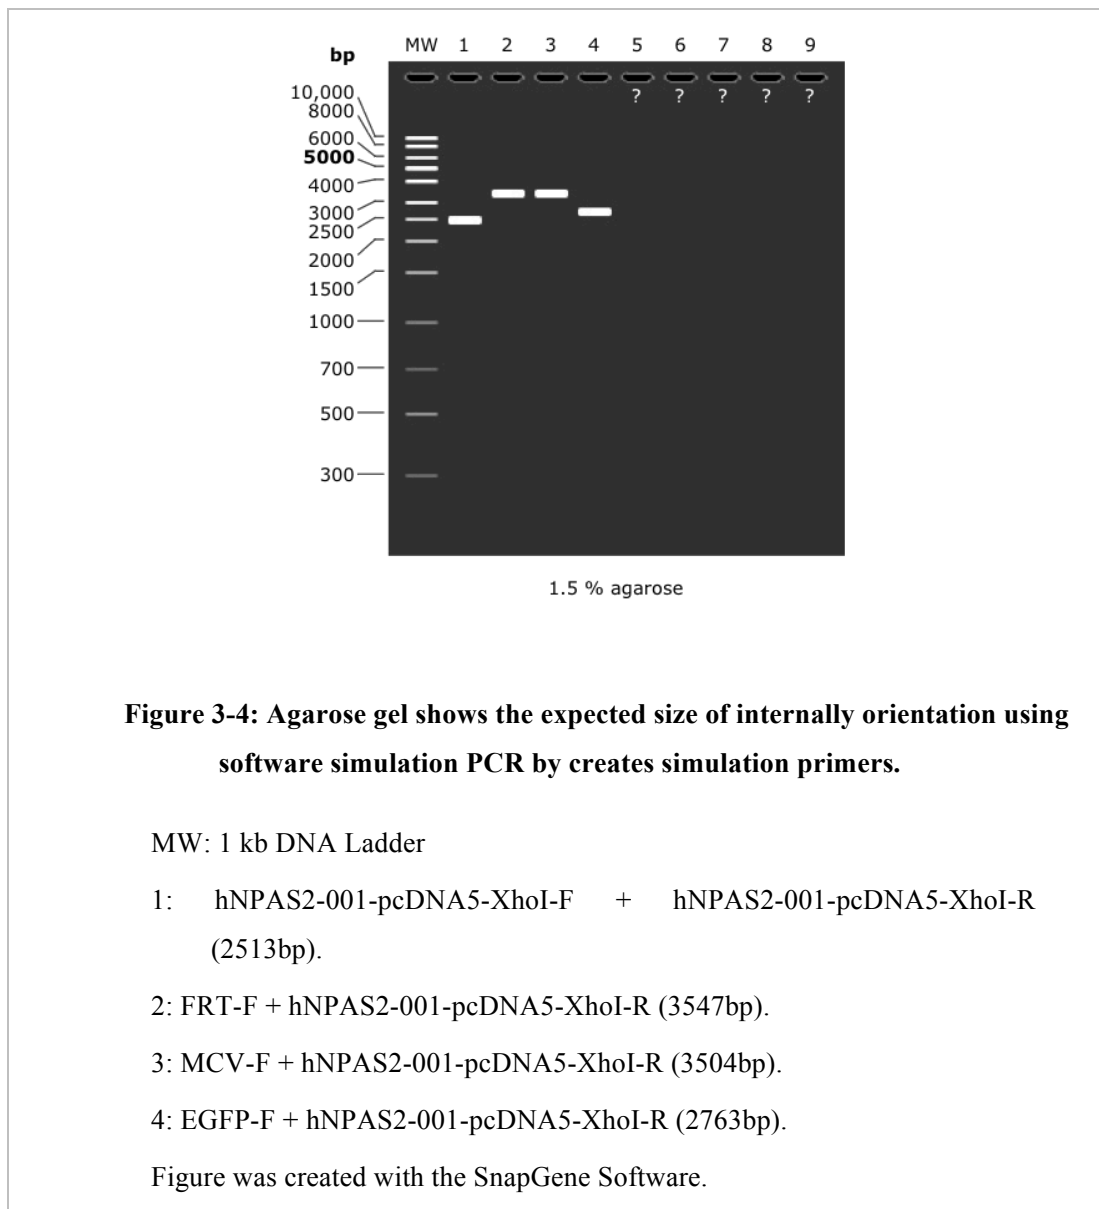 MW 1 2 3 4 5 6 7 8 9
bp
? ? ? ? ?
10,000
8000
6000
5000
4000
3000
2500
2000
1500
1000
700
500
300
1.5 % agarose
Figure 3-4: Agarose gel shows the expected size of internally orientation using
software simulation PCR by creates simulation primers.
MW: 1 kb DNA Ladder
1: hNPAS2-001-pcDNA5-XhoI-F + hNPAS2-001-pcDNA5-XhoI-R
(2513bp).
2: FRT-F + hNPAS2-001-pcDNA5-XhoI-R (3547bp).
3: MCV-F + hNPAS2-001-pcDNA5-XhoI-R (3504bp).
4: EGFP-F + hNPAS2-001-pcDNA5-XhoI-R (2763bp).
Figure was created with the SnapGene Software.